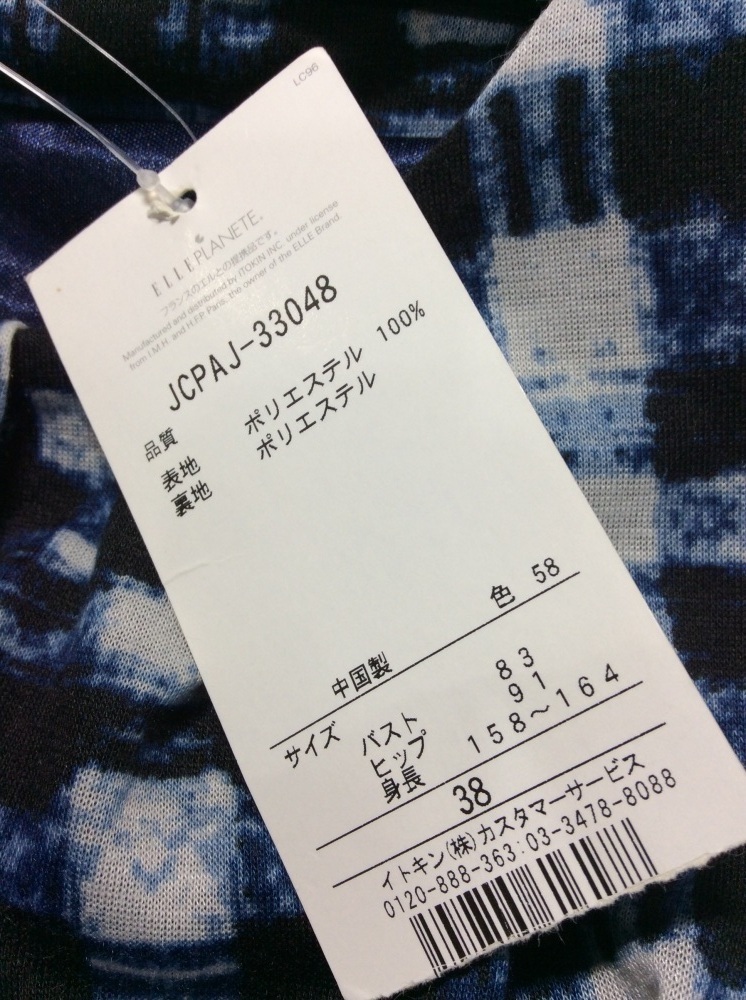 LC96
ELLEPLANETE.
フランスのエルとの提携品です。
Manufactured and distributed by ITOKIN INC. under license
from I.M.H. and H.F.P Paris, the owner of the ELLE Brand.
JCPAJ-33048
品質
表地 ポリエステル 100%
裏地 ポリエステル
色 58
中国製
サイズ バスト 83
ヒップ 91
身長 158～164
38
イトキン(株)カスタマーサービス
0120-888-363:03-3478-8088